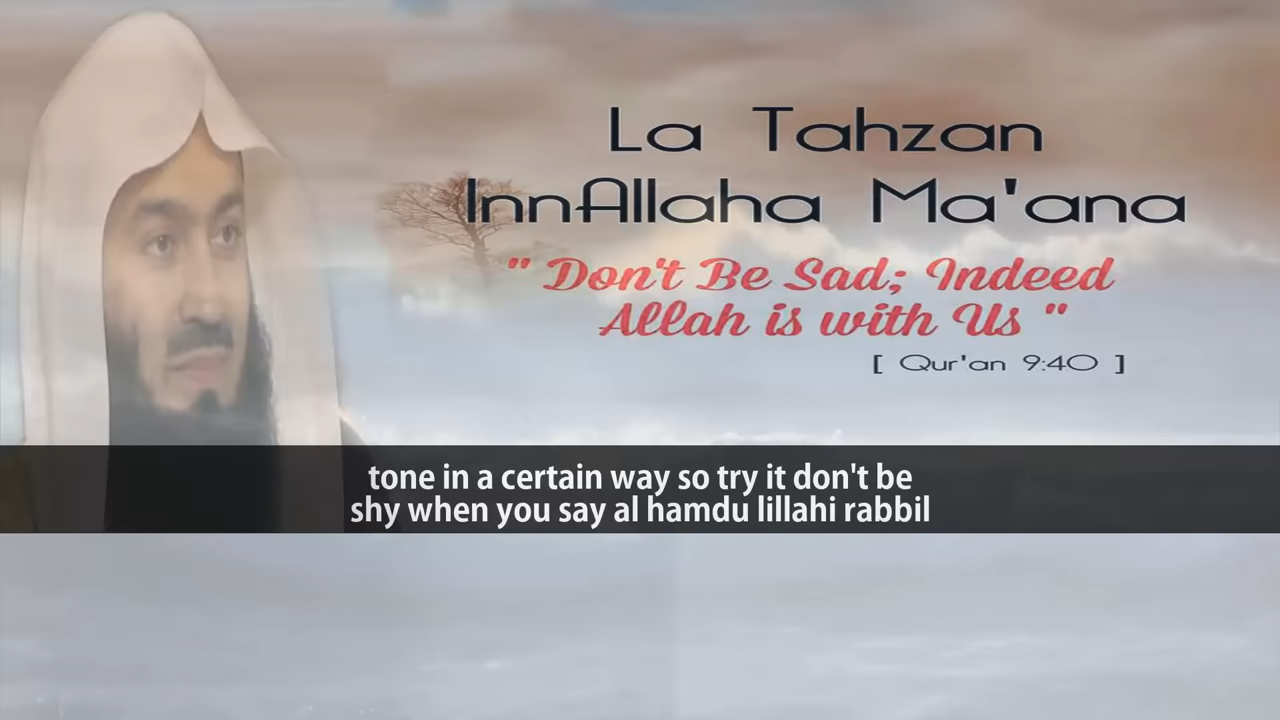 La Tahzan
InnAllaha Ma'ana
" Don't Be Sad; Indeed
Allah is with Us "
[ Qur'an 9:40 ]
tone in a certain way so try it don't be
shy when you say al hamdu lillahi rabbil